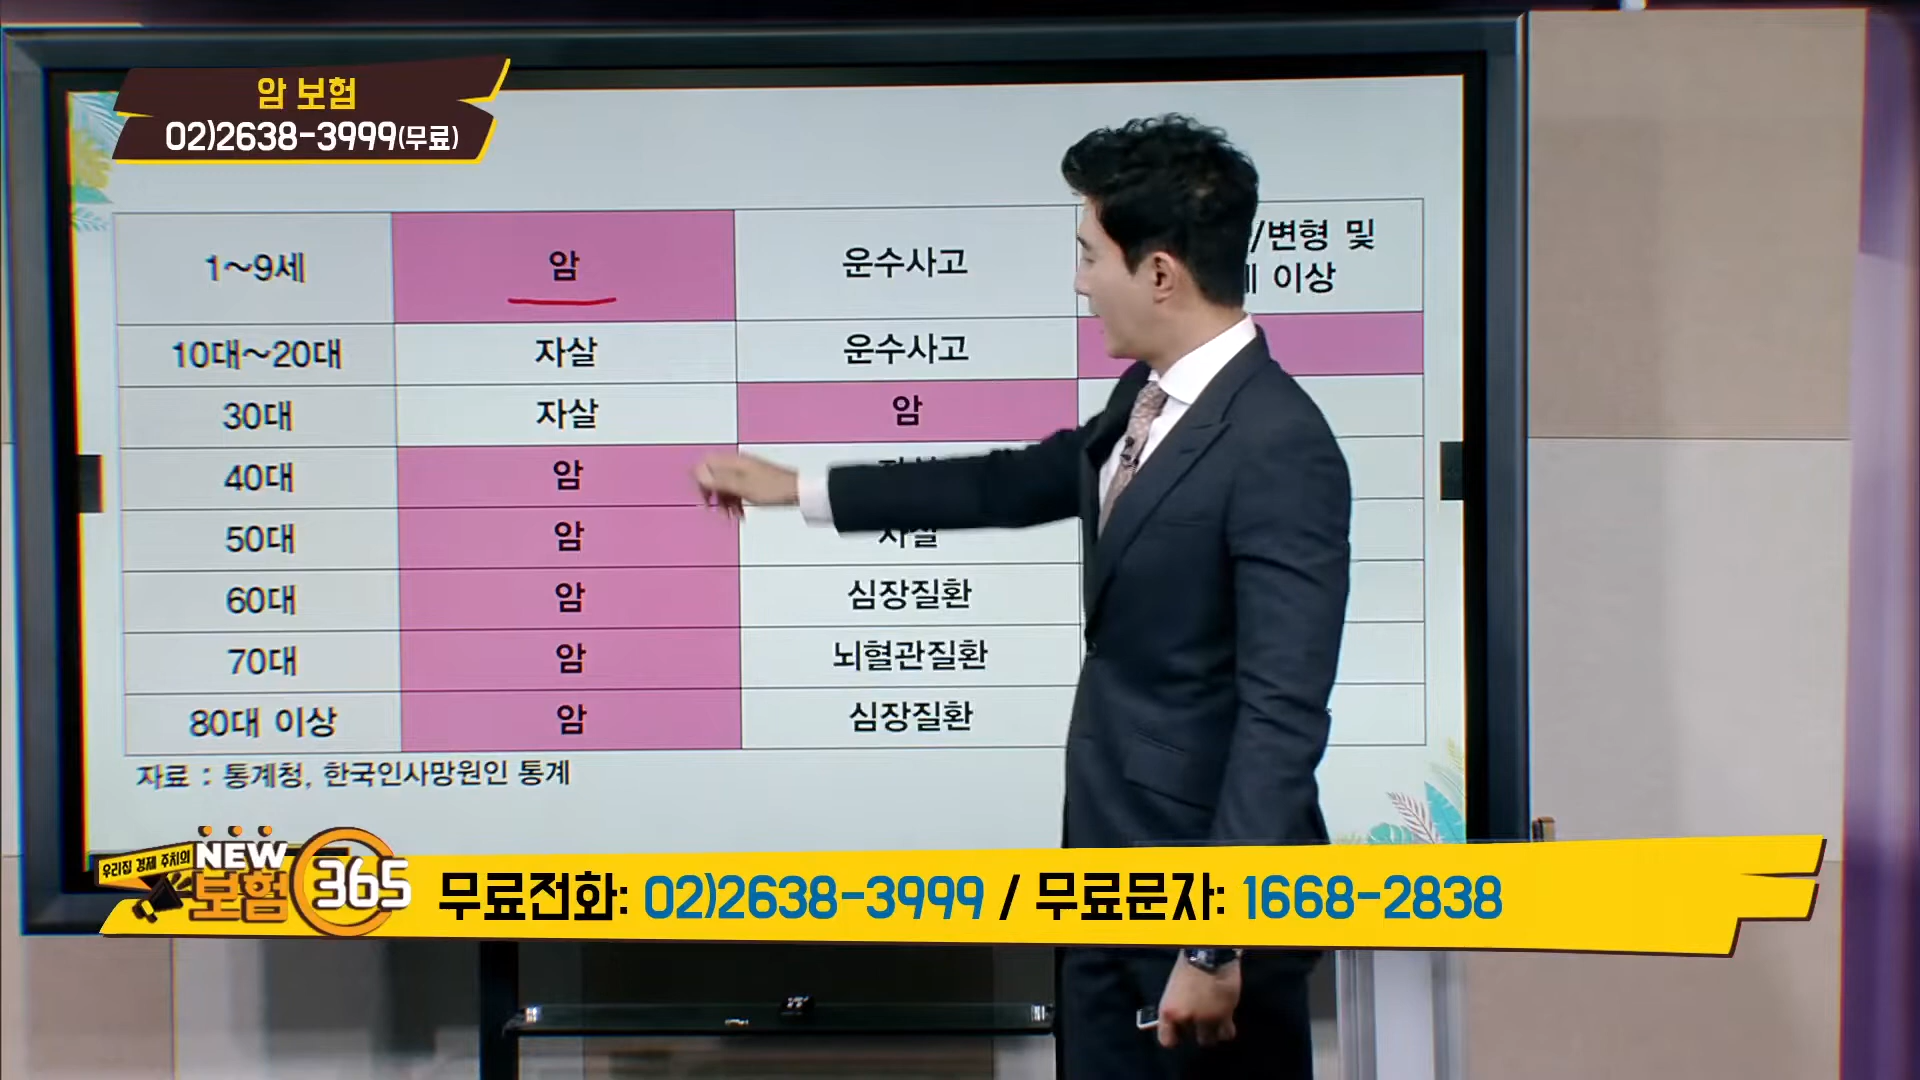 암 보험
02)2638-3999(무료)
1~9세 암 운수사고 /변형 및
이상
10대~20대 자살 운수사고
30대 자살 암
40대 암
50대 암 자살
60대 암 심장질환
70대 암 뇌혈관질환
80대 이상 암 심장질환
자료 : 통계청, 한국인사망원인 통계
우리집 경제 주치의
NEW
보험 365
무료전화: 02)2638-3999 / 무료문자: 1668-2838